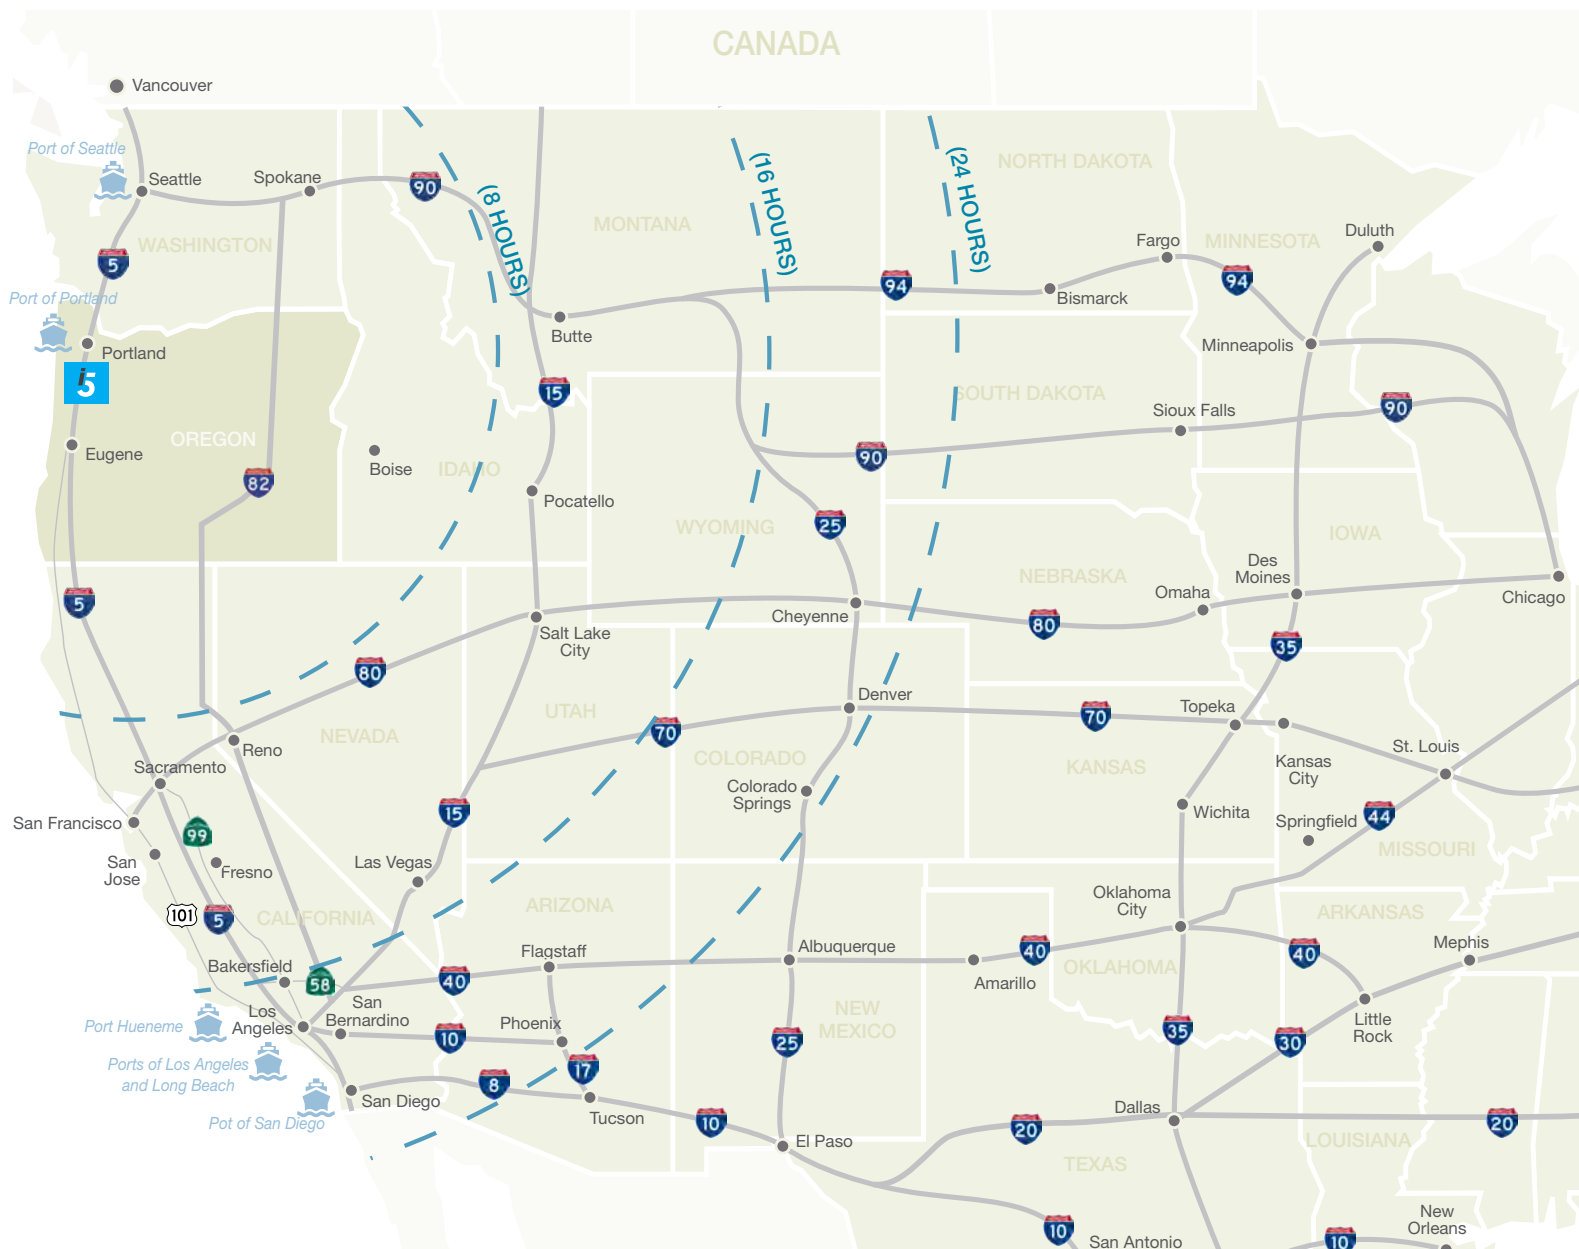 CANADA
Vancouver
Port of Seattle
Seattle
Spokane
90
(8 HOURS)
(16 HOURS)
(24 HOURS)
NORTH DAKOTA
MONTANA
WASHINGTON
5
Fargo
MINNESOTA
Duluth
94
94
Bismarck
Port of Portland
Portland
i5
Butte
Minneapolis
15
SOUTH DAKOTA
Sioux Falls
90
OREGON
Eugene
Boise
IDAHO
90
82
Pocatello
WYOMING
25
IOWA
Des
Moines
NEBRASKA
Omaha
Chicago
5
Cheyenne
80
Salt Lake
City
35
80
Denver
UTAH
70
70
Topeka
NEVADA
Reno
COLORADO
KANSAS
Kansas
City
St. Louis
Sacramento
Colorado
Springs
15
Wichita
Springfield
44
San Francisco
99
MISSOURI
San
Jose
Fresno
Las Vegas
101
5
CALIFORNIA
ARIZONA
Oklahoma
City
ARKANSAS
Flagstaff
Albuquerque
40
40
Mephis
Bakersfield
58
40
Amarillo
OKLAHOMA
Los
Angeles
San
Bernardino
Phoenix
NEW
MEXICO
Little
Rock
Port Hueneme
10
25
35
30
Ports of Los Angeles
and Long Beach
17
8
San Diego
Tucson
Dallas
Pot of San Diego
10
20
20
El Paso
LOUISIANA
TEXAS
New
Orleans
10
San Antonio
10